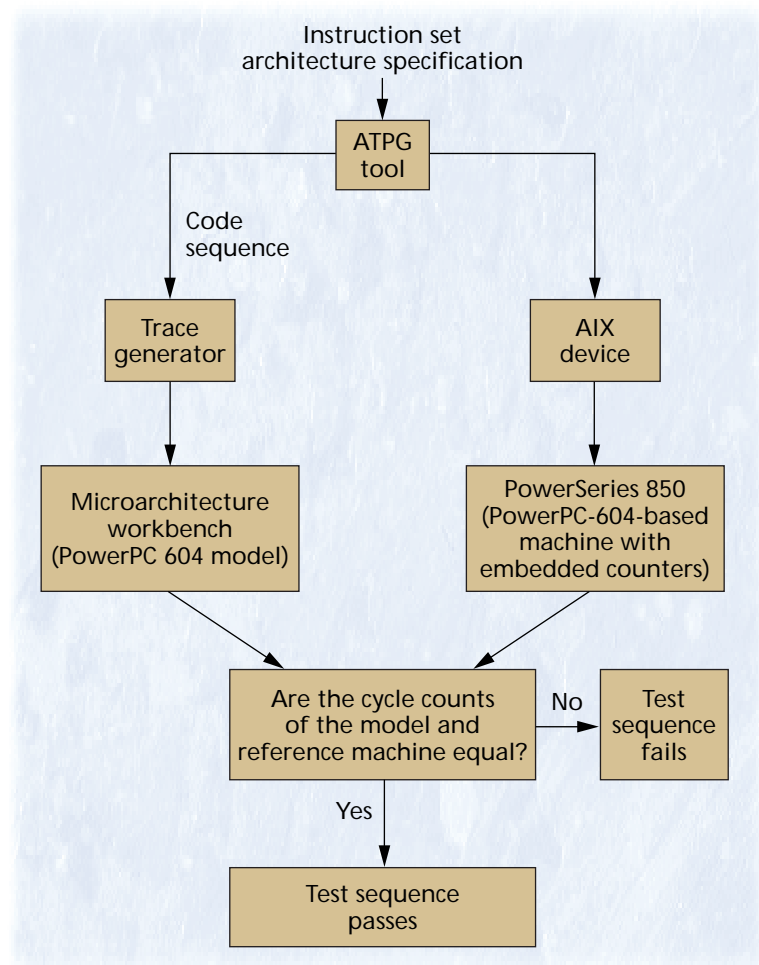 Instruction set
architecture specification
ATPG
tool
Code
sequence
Trace
generator
AIX
device
Microarchitecture
workbench
(PowerPC 604 model)
PowerSeries 850
(PowerPC-604-based
machine with
embedded counters)
Are the cycle counts
of the model and
reference machine equal?
No
Test
sequence
fails
Yes
Test sequence
passes